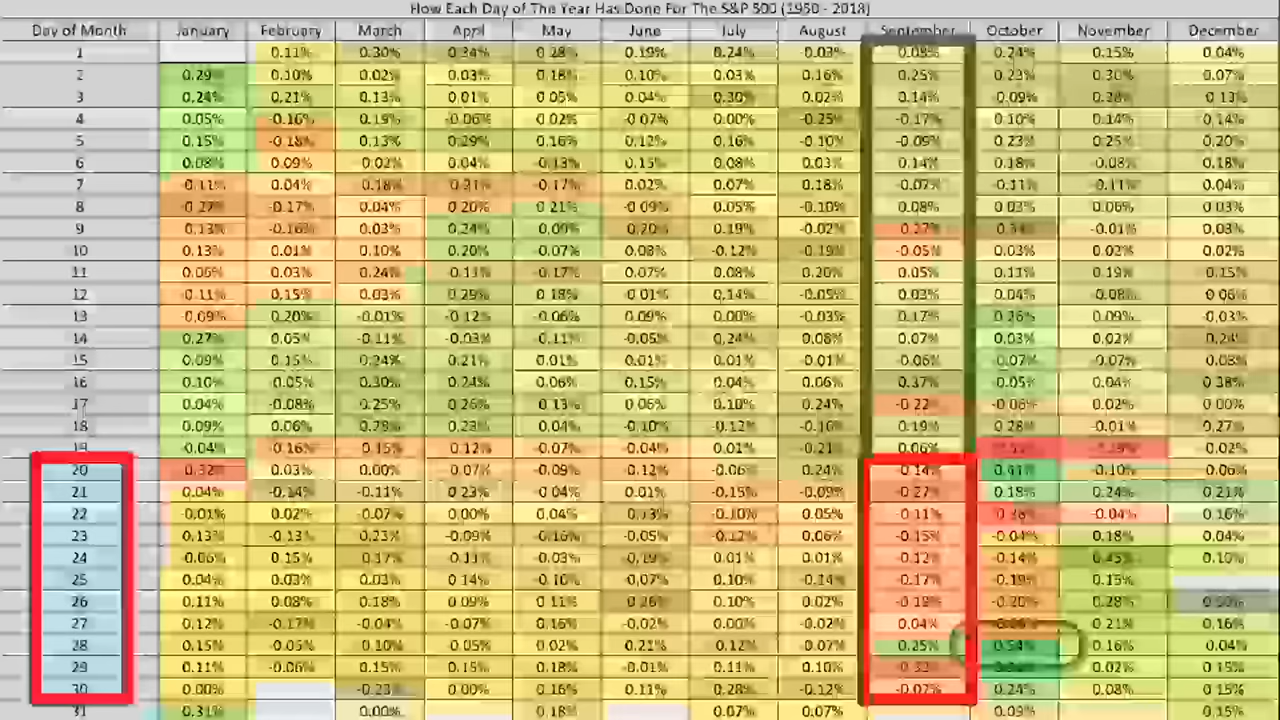 How Each Day of The Year Has Done For The S&P 500 (1950 - 2018)
Day of Month January February March April May June July August September October November December
1 0.11% 0.30% 0.34% 0.28% 0.19% 0.24% -0.03% 0.08% 0.24% 0.15% 0.04%
2 0.29% 0.10% 0.02% 0.03% 0.18% 0.10% 0.03% 0.16% 0.25% 0.23% 0.30% 0.07%
3 0.24% 0.21% 0.13% 0.01% 0.05% 0.04% 0.30% 0.02% 0.14% -0.09% 0.38% 0.13%
4 0.05% -0.16% 0.19% -0.06% 0.02% -0.07% 0.00% -0.25% -0.17% 0.10% 0.14% 0.14%
5 0.15% -0.18% 0.13% 0.29% 0.16% 0.12% 0.16% -0.10% -0.09% 0.23% 0.25% 0.20%
6 0.08% 0.09% -0.02% 0.04% -0.13% 0.15% 0.08% 0.03% 0.14% 0.18% -0.08% 0.18%
7 -0.11% 0.04% -0.18% -0.17% 0.02% 0.07% 0.18% -0.07% -0.11% -0.11% 0.04%
8 -0.27% -0.17% 0.04% 0.20% 0.21% -0.09% 0.05% -0.10% 0.08% 0.03% 0.06% 0.03%
9 0.13% -0.16% 0.03% 0.24% 0.09% 0.20% 0.19% -0.02% -0.01% 0.03%
10 0.13% 0.01% 0.10% 0.20% -0.07% 0.08% -0.12% -0.19% -0.05% 0.03% 0.02% 0.02%
11 0.06% 0.03% 0.24% -0.11% -0.17% 0.07% 0.08% 0.20% 0.05% 0.11% 0.19% -0.15%
12 -0.11% 0.15% 0.03% 0.29% 0.18% -0.01% 0.14% -0.05% 0.03% 0.04% -0.08% 0.06%
13 -0.09% 0.20% -0.01% -0.12% -0.06% 0.09% 0.00% -0.03% 0.17% 0.26% 0.09% -0.03%
14 0.27% 0.05% -0.11% -0.03% -0.11% -0.05% 0.24% 0.08% 0.07% 0.03% 0.02% -0.24%
15 0.09% 0.15% 0.24% 0.21% 0.01% 0.01% 0.01% -0.01% -0.06% -0.07% -0.07% -0.08%
16 0.10% -0.05% 0.30% 0.24% 0.06% 0.15% 0.04% 0.06% 0.37% -0.05% 0.04% 0.38%
17 0.04% -0.08% 0.25% 0.26% 0.13% 0.06% 0.10% 0.24% -0.22% -0.06% 0.02% 0.00%
18 0.09% 0.06% 0.23% 0.04% -0.10% -0.12% -0.16% 0.19% 0.28% -0.01% 0.27%
19 -0.04% -0.16% -0.15% 0.12% -0.07% -0.04% 0.01% -0.21% 0.06% -0.02%
20 0.03% 0.00% 0.07% -0.09% -0.12% -0.06% 0.24% -0.14% 0.41% -0.10% 0.06%
21 0.04% -0.14% -0.11% 0.23% -0.04% 0.01% -0.15% -0.09% -0.27% 0.18% 0.24% 0.21%
22 -0.01% 0.02% -0.07% 0.00% 0.04% -0.10% 0.05% -0.11% -0.04% 0.16%
23 0.13% -0.13% 0.23% -0.09% -0.16% -0.05% -0.12% 0.06% -0.15% -0.04% 0.18% 0.04%
24 -0.06% 0.15% -0.17% -0.11% -0.03% -0.19% 0.01% 0.01% -0.12% -0.14% 0.45% 0.10%
25 0.04% 0.03% 0.03% 0.14% -0.10% -0.07% 0.10% -0.14% -0.17% -0.19% 0.15%
26 0.11% 0.08% -0.18% 0.09% 0.11% 0.10% 0.02% -0.19% -0.20% 0.28% 0.50%
27 0.12% -0.17% -0.04% -0.07% 0.16% -0.02% 0.00% -0.02% 0.04% 0.21% 0.16%
28 0.15% -0.05% 0.10% -0.08% 0.02% 0.21% 0.12% -0.07% 0.25% 0.54% 0.16% -0.04%
29 0.11% -0.06% 0.15% 0.15% 0.18% -0.01% 0.11% 0.10% 0.02% 0.15%
30 0.00% -0.23% 0.00% 0.16% 0.11% 0.28% -0.12% -0.07% 0.24% 0.08% 0.15%
31 0.31% 0.00% 0.18% 0.07% 0.07% 0.09% 0.15%